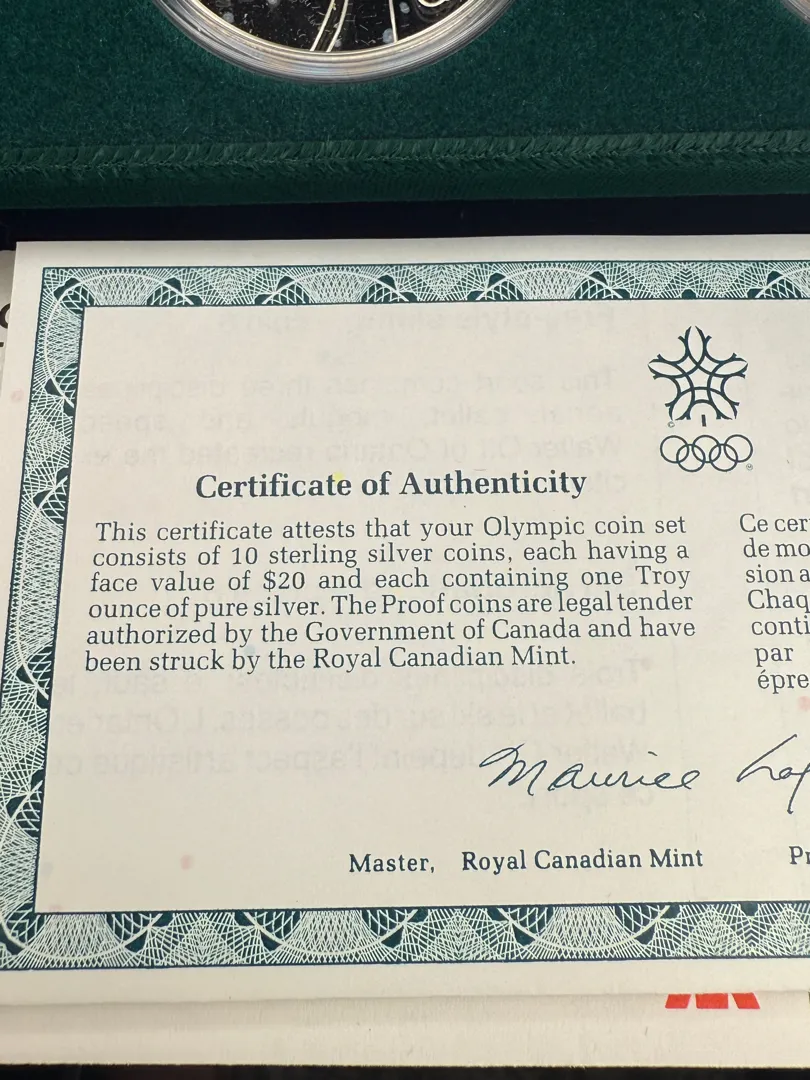 Certificate of Authenticity
This certificate attests that your Olympic coin set
consists of 10 sterling silver coins, each having a
face value of $20 and each containing one Troy
ounce of pure silver. The Proof coins are legal tender
authorized by the Government of Canada and have
been struck by the Royal Canadian Mint.
Ce cer
de mo
sion a
Chaq
conti
par
épre
Maurice
Master, Royal Canadian Mint